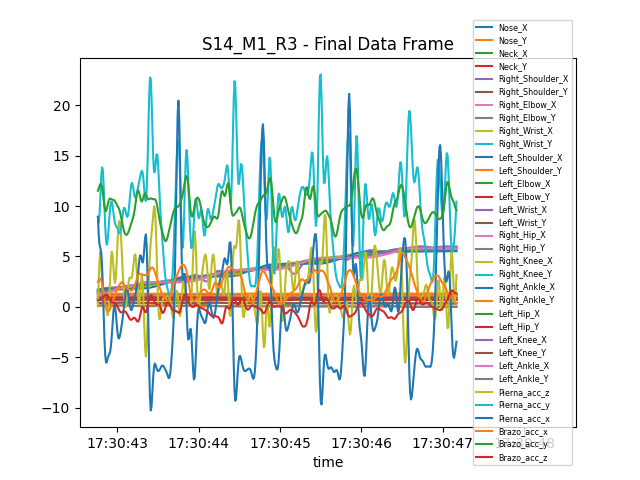 S14_M1_R3 - Final Data Frame
Nose_X
Nose_Y
Neck_X
Neck_Y
Right_Shoulder_X
Right_Shoulder_Y
Right_Elbow_X
Right_Elbow_Y
Right_Wrist_X
Right_Wrist_Y
Left_Shoulder_X
Left_Shoulder_Y
Left_Elbow_X
Left_Elbow_Y
Left_Wrist_X
Left_Wrist_Y
Right_Hip_X
Right_Hip_Y
Right_Knee_X
Right_Knee_Y
Right_Ankle_X
Right_Ankle_Y
Left_Hip_X
Left_Hip_Y
Left_Knee_X
Left_Knee_Y
Left_Ankle_X
Left_Ankle_Y
Pierna_acc_z
Pierna_acc_y
Pierna_acc_x
Brazo_acc_x
Brazo_acc_y
Brazo_acc_z
20
15
10
5
0
−5
−10
17:30:43 17:30:44 17:30:45 17:30:46 17:30:47 17:30:48
time